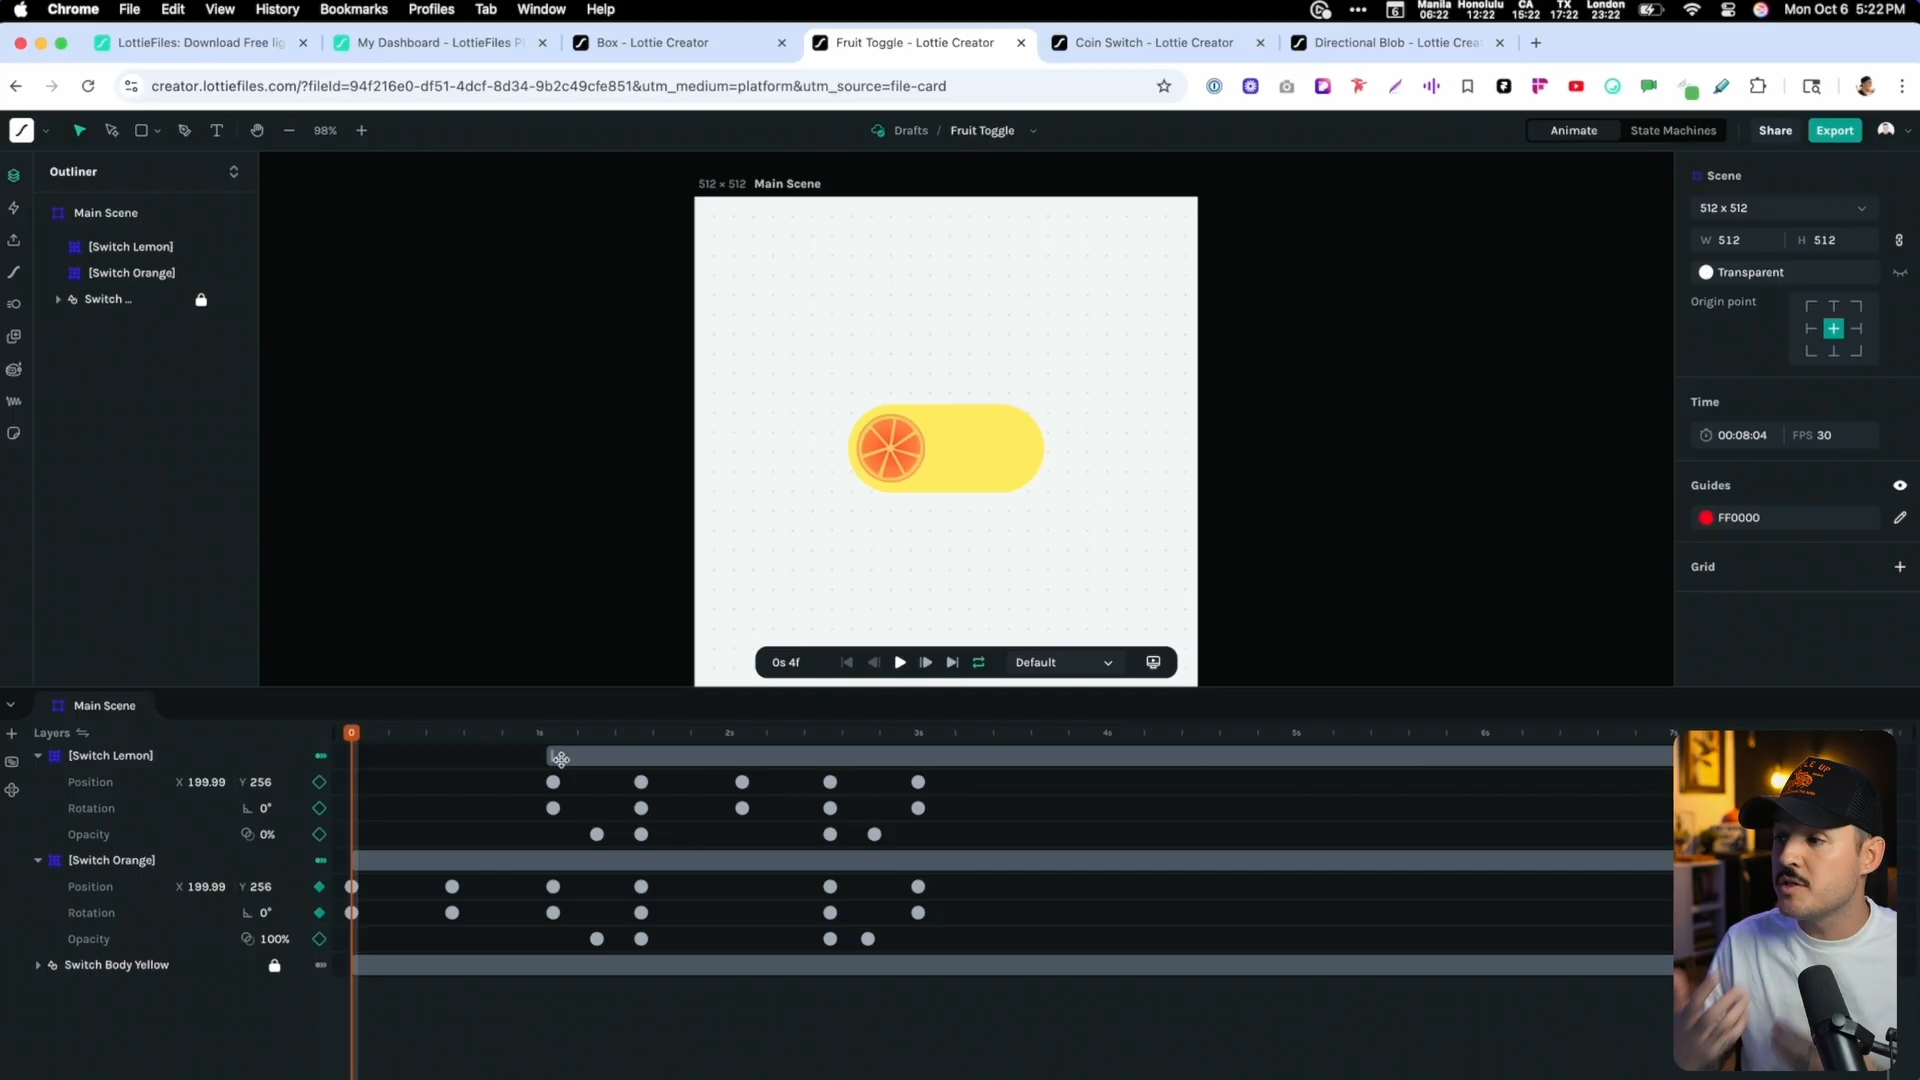 Chrome File Edit View History Bookmarks Profiles Tab Window Help
6 Manila 06:22 Honolulu 12:22 CA 15:22 TX 17:22 London 23:22 Mon Oct 6 5:22 PM
LottieFiles: Download Free lig
My Dashboard - LottieFiles Pl
Box - Lottie Creator
Fruit Toggle - Lottie Creator
Coin Switch - Lottie Creator
Directional Blob - Lottie Crea
creator.lottiefiles.com/?fileId=94f216e0-df51-4dcf-8d34-9b2c49cfe851&utm_medium=platform&utm_source=file-card
T
98%
Drafts / Fruit Toggle
Animate State Machines Share Export
Outliner
Main Scene
[Switch Lemon]
[Switch Orange]
Switch ...
512 × 512 Main Scene
0s 4f
Default
Scene
512 x 512
W 512 H 512
Transparent
Origin point
Time
00:08:04 FPS 30
Guides
FF0000
Grid
Main Scene
Layers 0 1s 2s 3s 4s 5s 6s 7s
[Switch Lemon]
Position X 199.99 Y 256
Rotation 0°
Opacity 0%
[Switch Orange]
Position X 199.99 Y 256
Rotation 0°
Opacity 100%
Switch Body Yellow